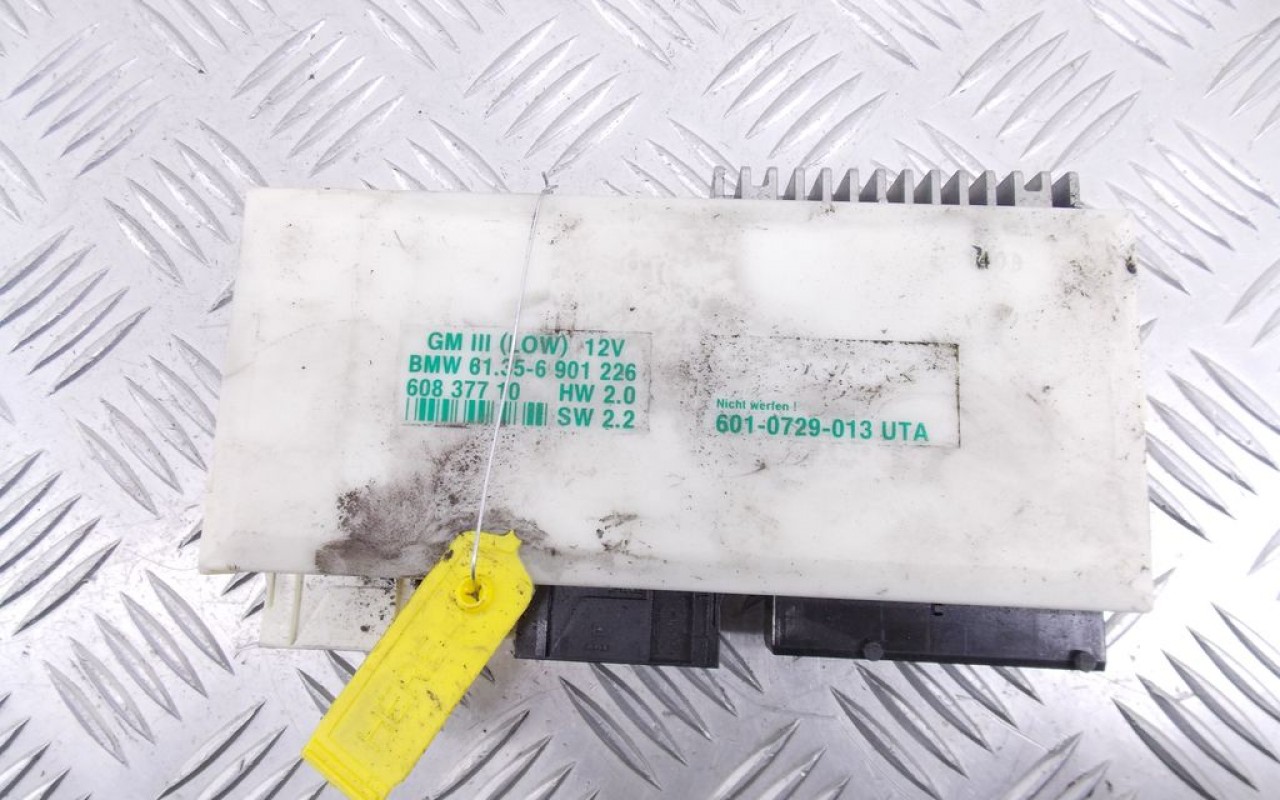 GM III (LOW) 12V
BMW 61.35-6 901 226
608 377 10 HW 2.0
SW 2.2
Nicht werfen !
601-0729-013 UTA